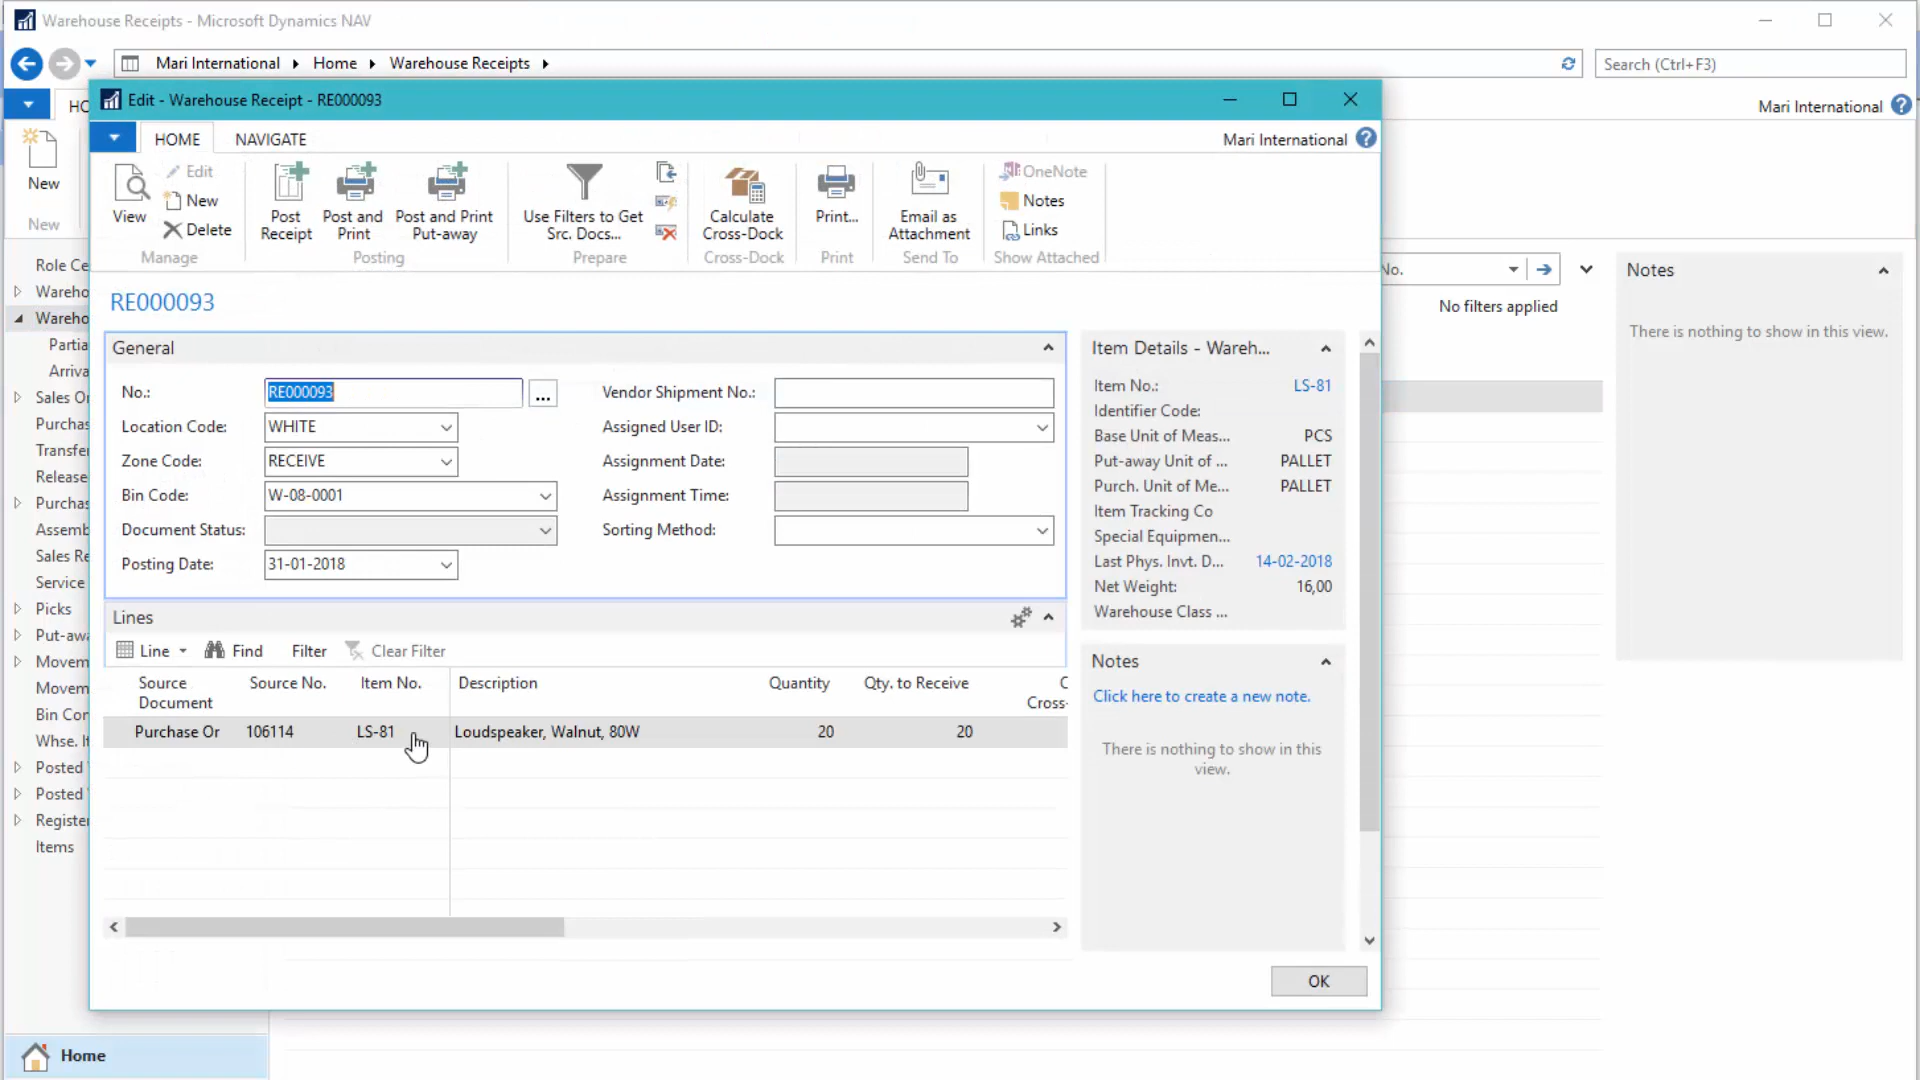 Warehouse Receipts - Microsoft Dynamics NAV
Mari International
Home
Warehouse Receipts
Search (Ctrl+F3)
Mari International
New
New
Edit - Warehouse Receipt - RE000093
HOME
NAVIGATE
Mari International
View
Edit
New
Delete
Manage
Post
Receipt
Post and
Print
Post and Print
Put-away
Posting
Use Filters to Get
Src. Docs...
Prepare
Calculate
Cross-Dock
Cross-Dock
Print...
Print
Email as
Attachment
Send To
OneNote
Notes
Links
Show Attached
Role Ce
Wareho
Wareho
Partia
Arriva
Sales Or
Purchas
Transfe
Release
Purchas
Assemb
Sales Re
Service
Picks
Put-awa
Movem
Movem
Bin Cor
Whse. It
Posted
Posted
Register
Items
Home
RE000093
General
No.: RE000093 ...
Location Code: WHITE
Zone Code: RECEIVE
Bin Code: W-08-0001
Document Status:
Posting Date: 31-01-2018
Vendor Shipment No.:
Assigned User ID:
Assignment Date:
Assignment Time:
Sorting Method:
Lines
Line Find Filter Clear Filter
Source
Document
Source No.
Item No.
Description
Quantity
Qty. to Receive
C
Cross-
Purchase Or 106114 LS-81 Loudspeaker, Walnut, 80W 20 20
Item Details - Wareh...
Item No.: LS-81
Identifier Code:
Base Unit of Meas... PCS
Put-away Unit of ... PALLET
Purch. Unit of Me... PALLET
Item Tracking Co
Special Equipmen...
Last Phys. Invt. D... 14-02-2018
Net Weight: 16,00
Warehouse Class ...
Notes
Click here to create a new note.
There is nothing to show in this
view.
OK
No.
No filters applied
Notes
There is nothing to show in this view.